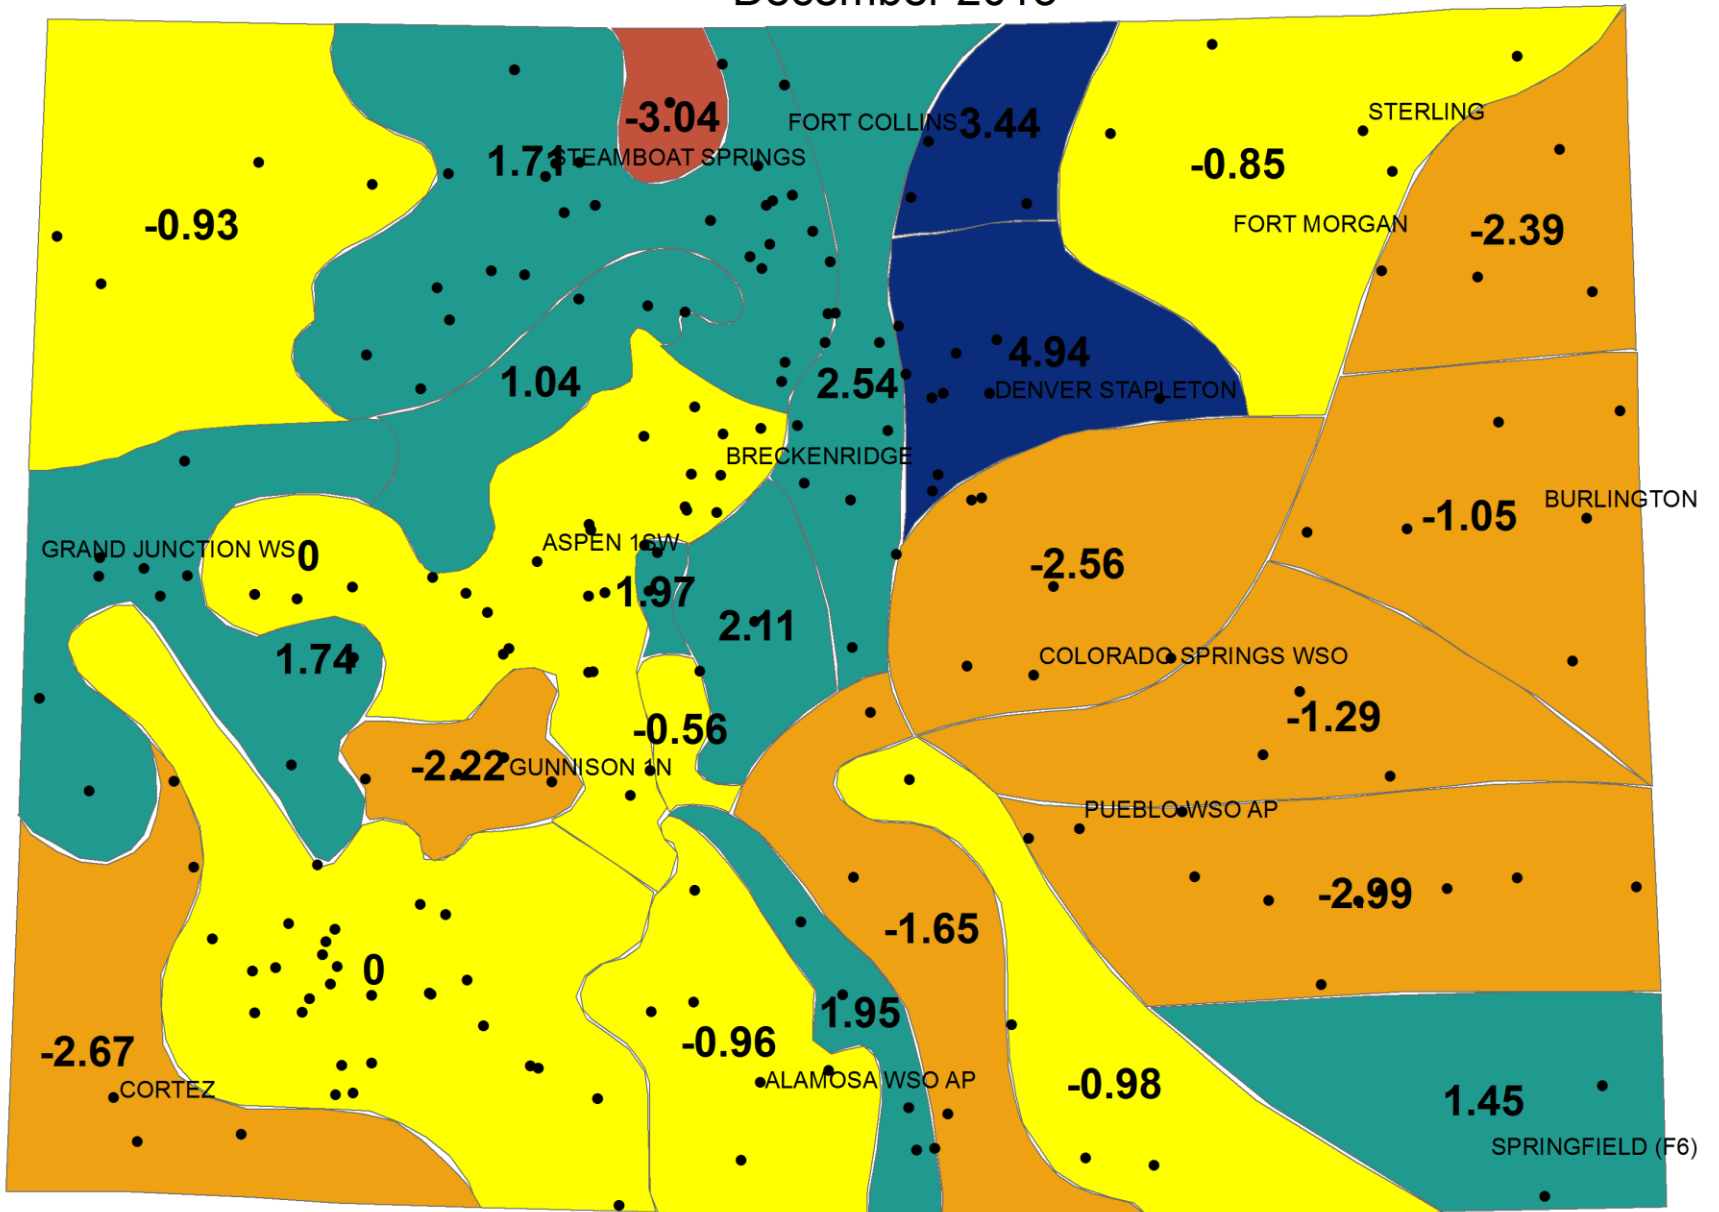 December
-3.04
STERLING
FORT COLLINS
3.44
1.71
STEAMBOAT SPRINGS
-0.85
-0.93
FORT MORGAN
-2.39
4.94
1.04
2.54
DENVER STAPLETON
BRECKENRIDGE
BURLINGTON
-1.05
GRAND JUNCTION WS
0
ASPEN 1SW
-2.56
1.97
2.11
1.74
COLORADO SPRINGS WSO
-0.56
-1.29
-2.22
GUNNISON 1N
PUEBLO WSO AP
-2.99
-1.65
0
1.95
-2.67
-0.96
CORTEZ
ALAMOSA WSO AP
-0.98
1.45
SPRINGFIELD (F6)